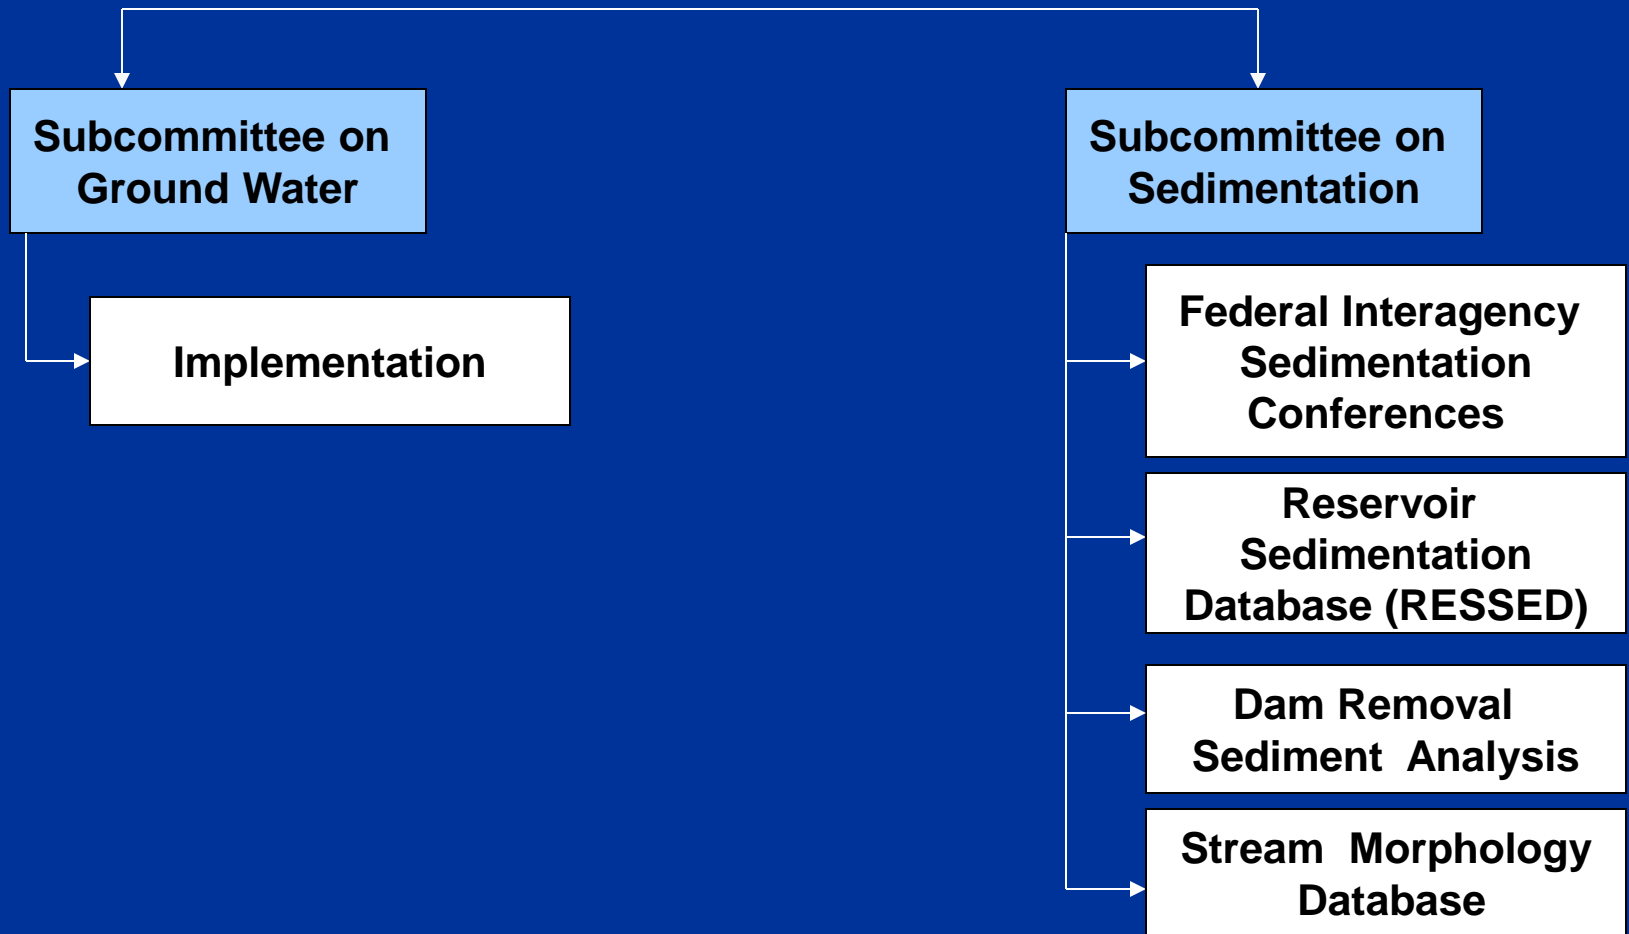 Subcommittee on
Ground Water
Implementation
Subcommittee on
Sedimentation
Federal Interagency
Sedimentation
Conferences
Reservoir
Sedimentation
Database (RESSED)
Dam Removal
Sediment Analysis
Stream Morphology
Database